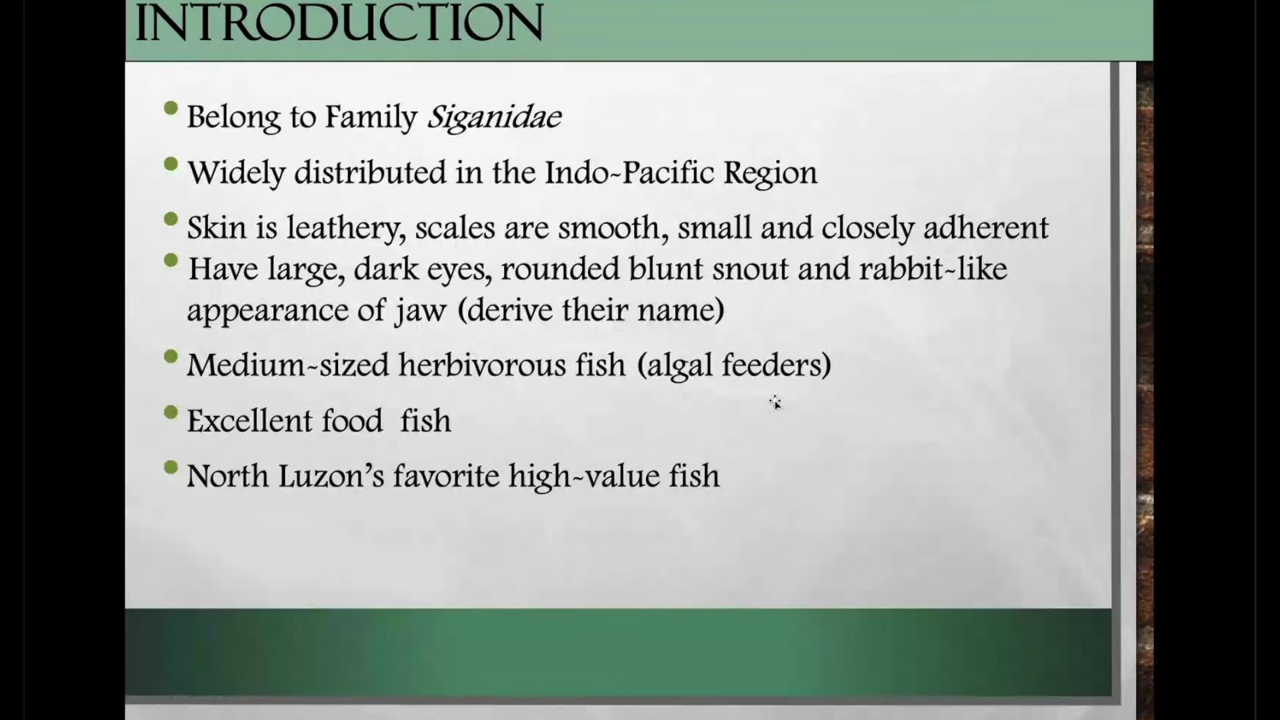 INTRODUCTION
Belong to Family Siganidae
Widely distributed in the Indo-Pacific Region
Skin is leathery, scales are smooth, small and closely adherent
Have large, dark eyes, rounded blunt snout and rabbit-like
appearance of jaw (derive their name)
Medium-sized herbivorous fish (algal feeders)
Excellent food  fish
North Luzon's favorite high-value fish